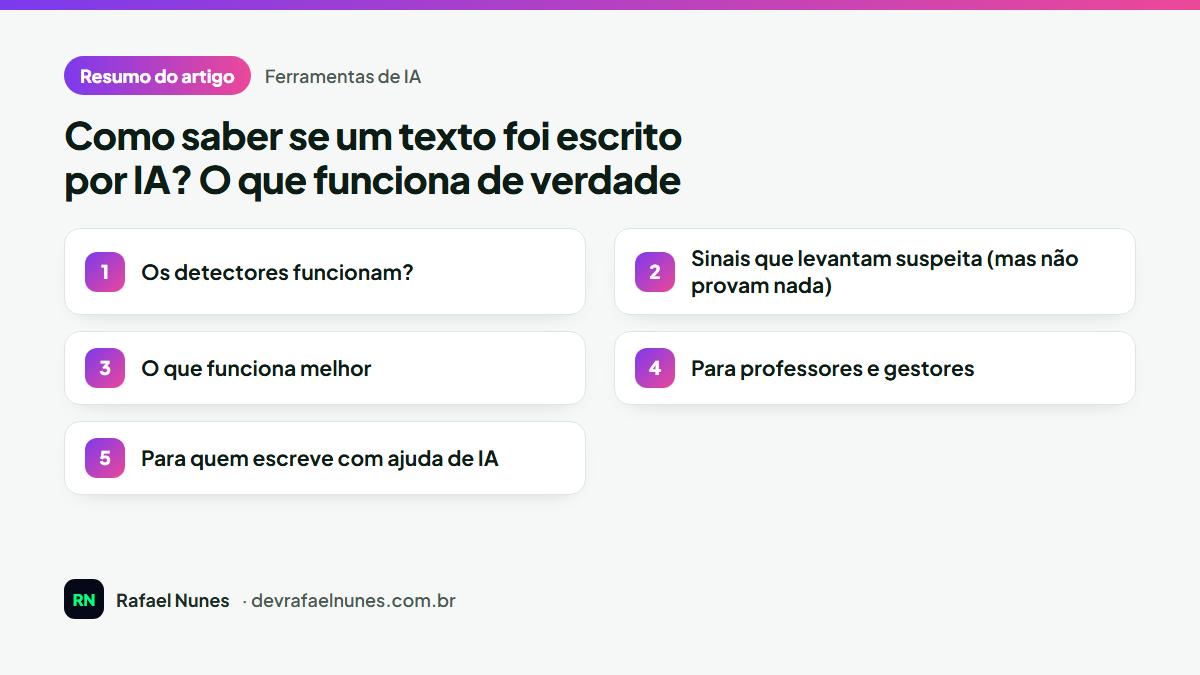 Resumo do artigo
Ferramentas de IA
Como saber se um texto foi escrito
por IA? O que funciona de verdade
1
Os detectores funcionam?
2
Sinais que levantam suspeita (mas não
provam nada)
3
O que funciona melhor
4
Para professores e gestores
5
Para quem escreve com ajuda de IA
RN
Rafael Nunes · devrafaelnunes.com.br